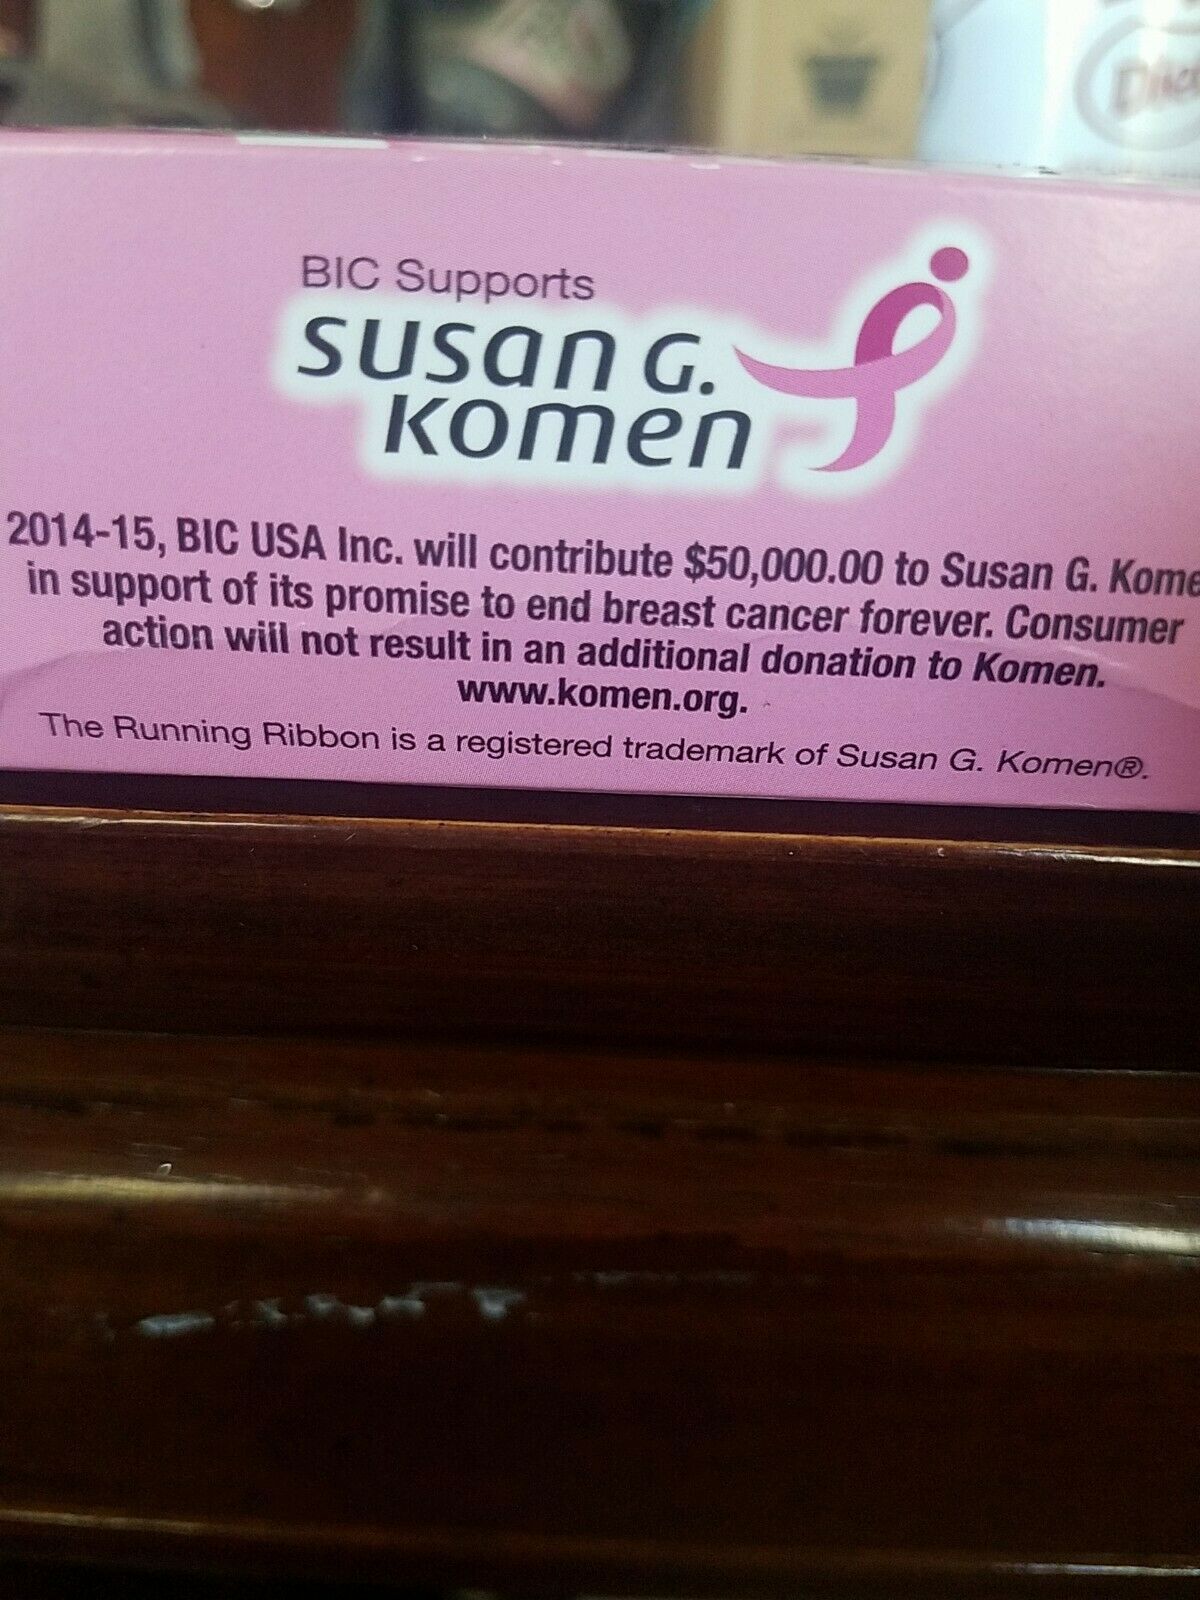 BIC Supports
susan G.
komen
2014-15, BIC USA Inc. will contribute $50,000.00 to Susan G. Kome
in support of its promise to end breast cancer forever. Consumer
action will not result in an additional donation to Komen.
www.komen.org.
The Running Ribbon is a registered trademark of Susan G. Komen®.